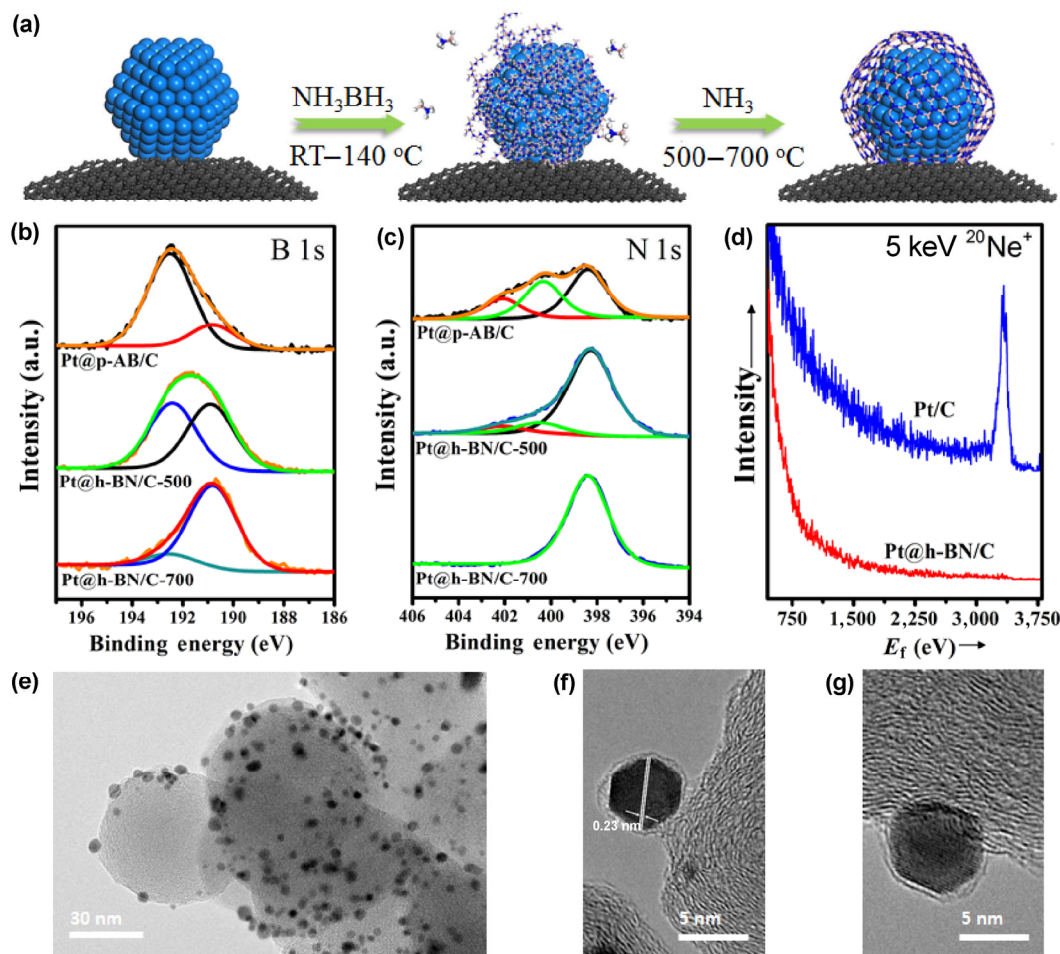 (a)
NH₃BH₃
RT–140 °C
NH₃
500–700 °C
(b)
B 1s
Intensity (a.u.)
Pt@p-AB/C
Pt@h-BN/C-500
Pt@h-BN/C-700
196 194 192 190 188 186
Binding energy (eV)
(c)
N 1s
Intensity (a.u.)
Pt@p-AB/C
Pt@h-BN/C-500
Pt@h-BN/C-700
406 404 402 400 398 396 394
Binding energy (eV)
(d)
5 keV ²⁰Ne⁺
Intensity
Pt/C
Pt@h-BN/C
750 1,500 2,250 3,000 3,750
E_f (eV)
(e)
30 nm
(f)
0.23 nm
5 nm
(g)
5 nm